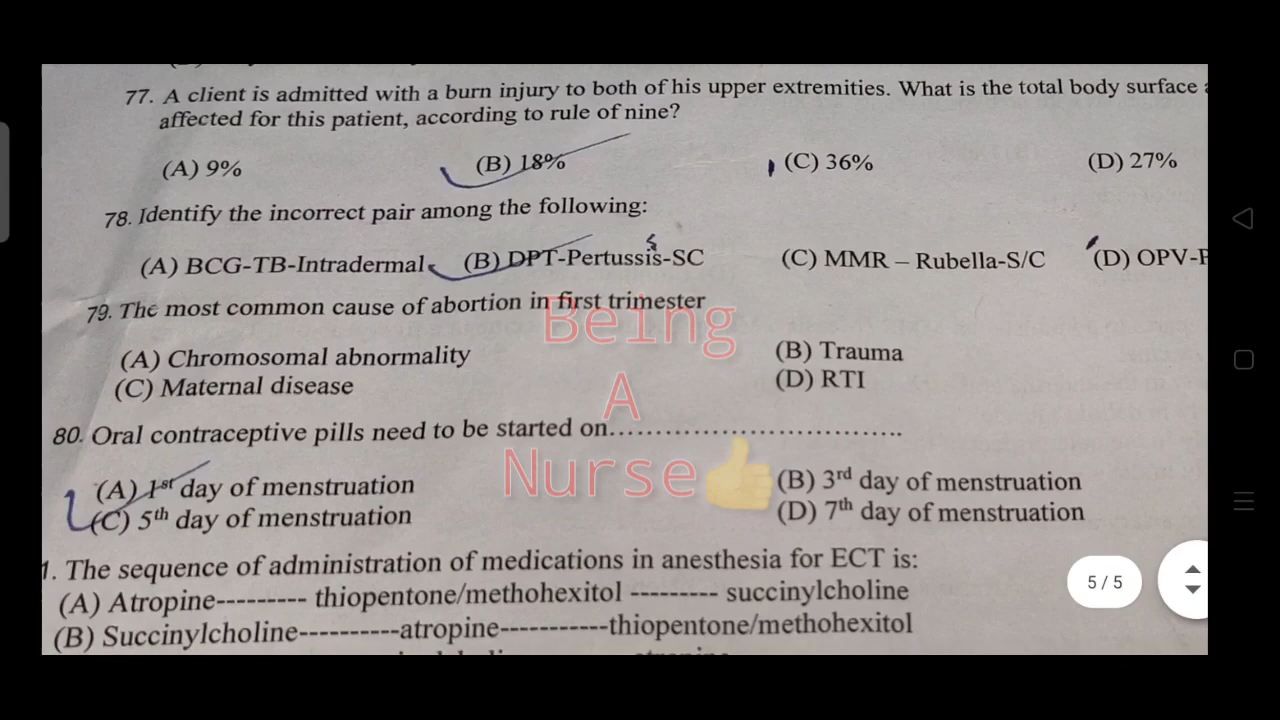 77. A client is admitted with a burn injury to both of his upper extremities. What is the total body surface
affected for this patient, according to rule of nine?
(A) 9% (B) 18% (C) 36% (D) 27%
78. Identify the incorrect pair among the following:
(A) BCG-TB-Intradermal (B) DPT-Pertussis-SC (C) MMR – Rubella-S/C (D) OPV-P
79. The most common cause of abortion in first trimester
(A) Chromosomal abnormality (B) Trauma
(C) Maternal disease (D) RTI
80. Oral contraceptive pills need to be started on.................................
(A) 1st day of menstruation (B) 3rd day of menstruation
(C) 5th day of menstruation (D) 7th day of menstruation
1. The sequence of administration of medications in anesthesia for ECT is:
(A) Atropine--------- thiopentone/methohexitol --------- succinylcholine
(B) Succinylcholine----------atropine-----------thiopentone/methohexitol
Being
A
Nurse
5 / 5